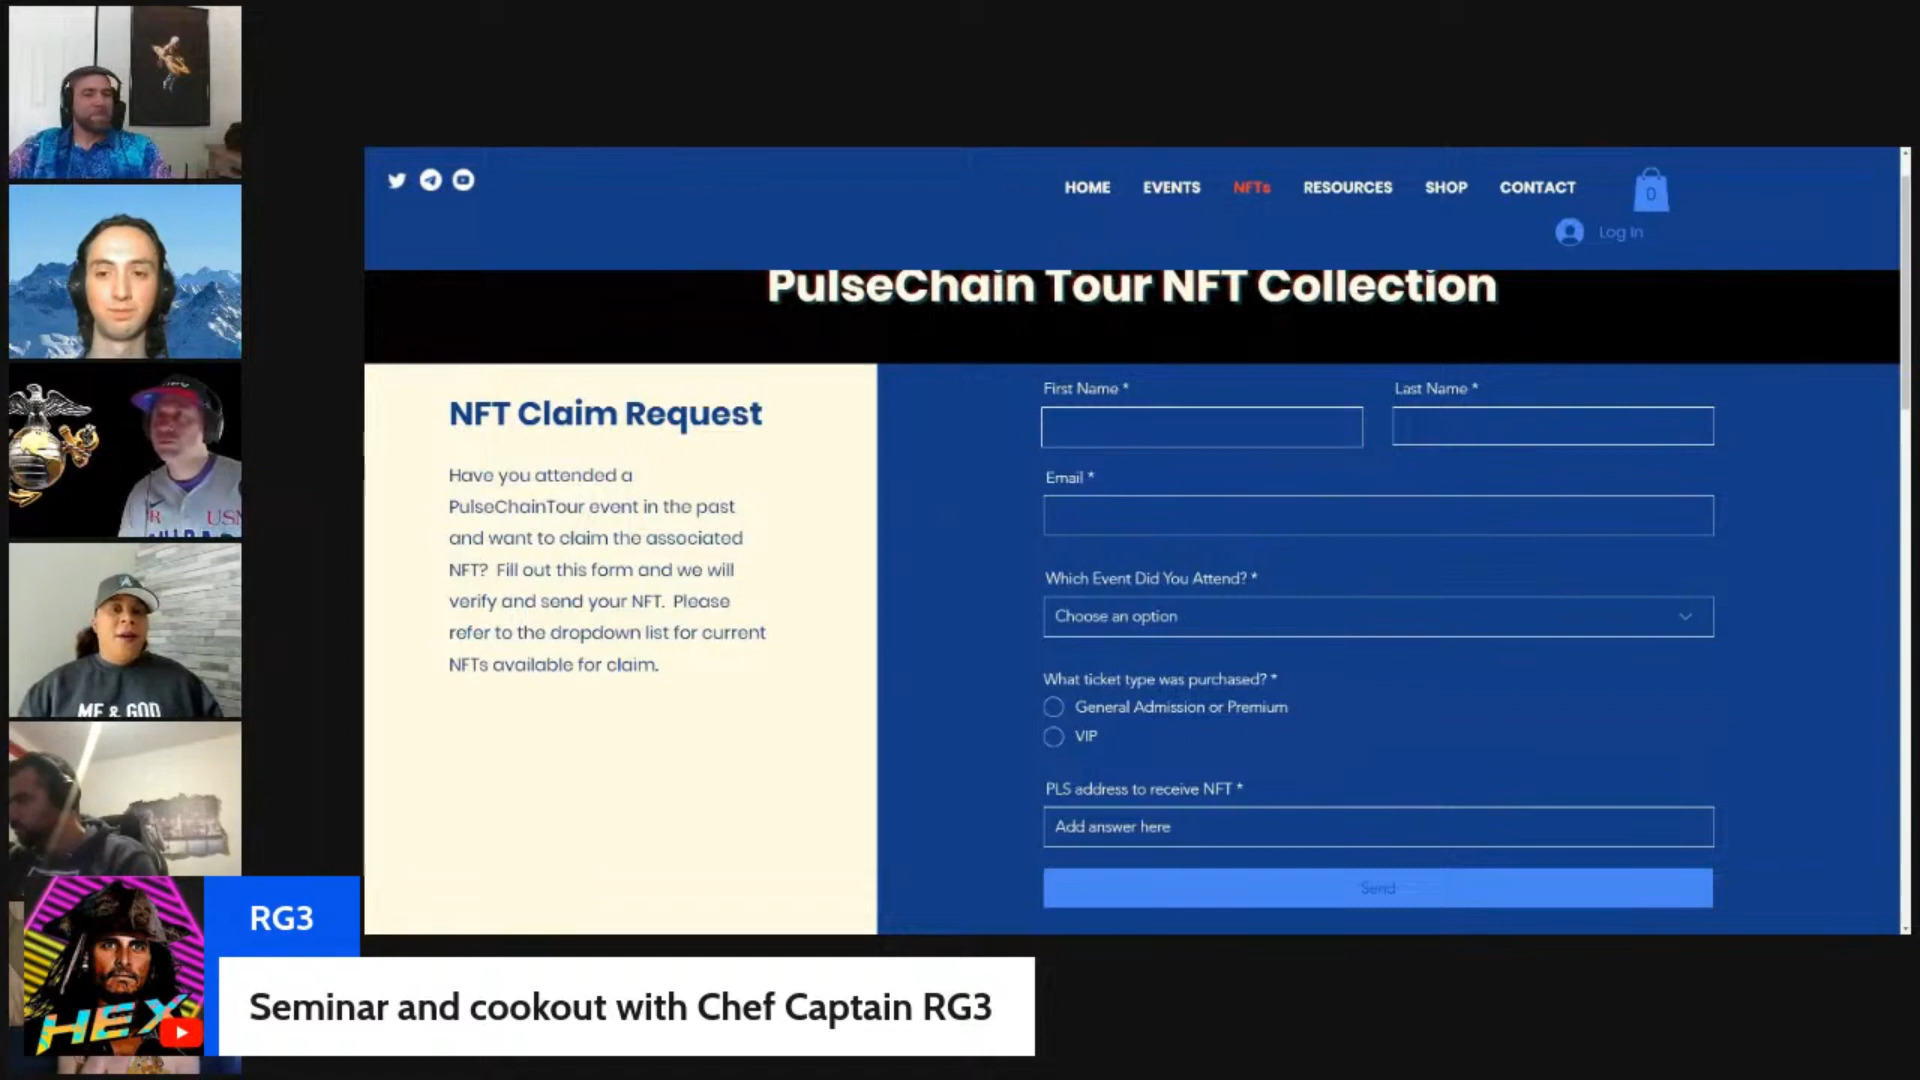 HOME EVENTS NFTs RESOURCES SHOP CONTACT
0
Log In
PulseChain Tour NFT Collection
NFT Claim Request
Have you attended a
PulseChainTour event in the past
and want to claim the associated
NFT? Fill out this form and we will
verify and send your NFT. Please
refer to the dropdown list for current
NFTs available for claim.
First Name *
Last Name *
Email *
Which Event Did You Attend? *
Choose an option
What ticket type was purchased? *
General Admission or Premium
VIP
PLS address to receive NFT *
Add answer here
Send
ME & GOD
HEX
RG3
Seminar and cookout with Chef Captain RG3